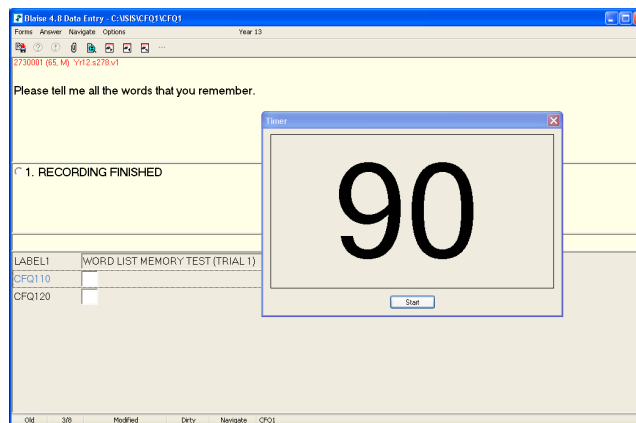 Blaise 4.8 Data Entry - C:\ISIS\CFQ1\CFQ1
Forms Answer Navigate Options Year 13
2730081 (65, M) Yr12.s278.v1
Please tell me all the words that you remember.
Timer
90
1. RECORDING FINISHED
LABEL1 WORD LIST MEMORY TEST (TRIAL 1)
CFQ110
CFQ120
Start
Old 3/8 Modified Dirty Navigate CFQ1